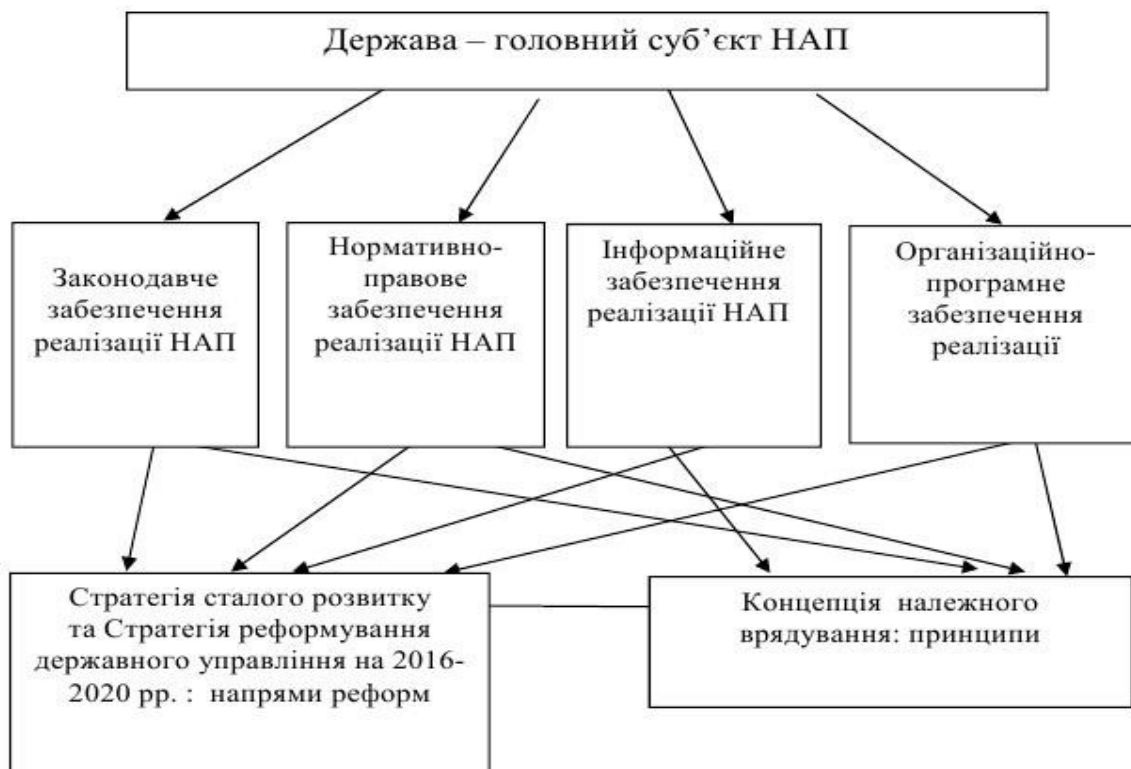 Держава – головний суб’єкт НАП
Законодавче
забезпечення
реалізації НАП
Нормативно-
правове
забезпечення
реалізації НАП
Інформаційне
забезпечення
реалізації НАП
Організаційно-
програмне
забезпечення
реалізації
Стратегія сталого розвитку
та Стратегія реформування
державного управління на 2016-
2020 рр. : напрями реформ
Концепція належного
врядування: принципи